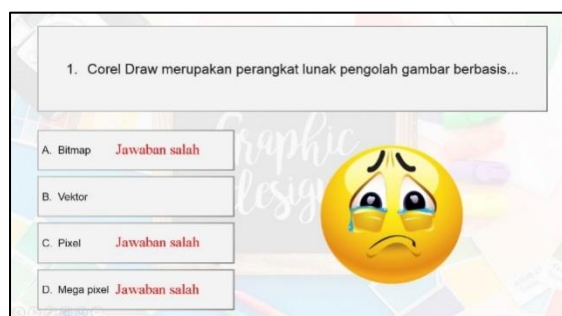 1. Corel Draw merupakan perangkat lunak pengolah gambar berbasis...
Graphic
design
A. Bitmap Jawaban salah
B. Vektor
C. Pixel Jawaban salah
D. Mega pixel Jawaban salah